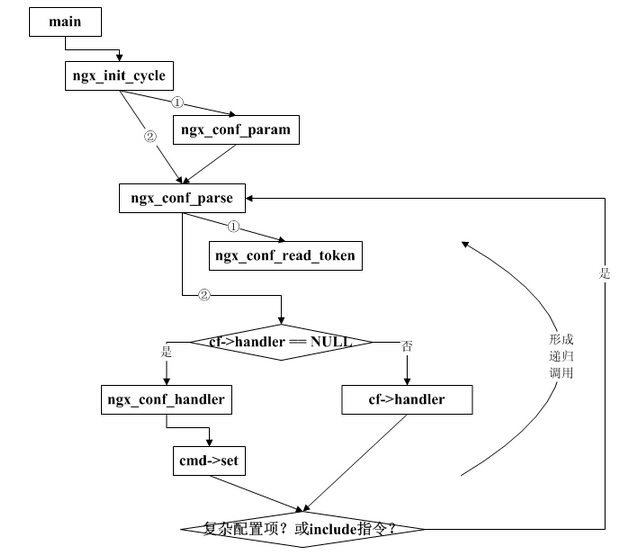 main
ngx_init_cycle
①
ngx_conf_param
②
ngx_conf_parse
①
ngx_conf_read_token
②
cf->handler == NULL
是
否
ngx_conf_handler
cf->handler
cmd->set
复杂配置项？或include指令？
形成
递归
调用
是